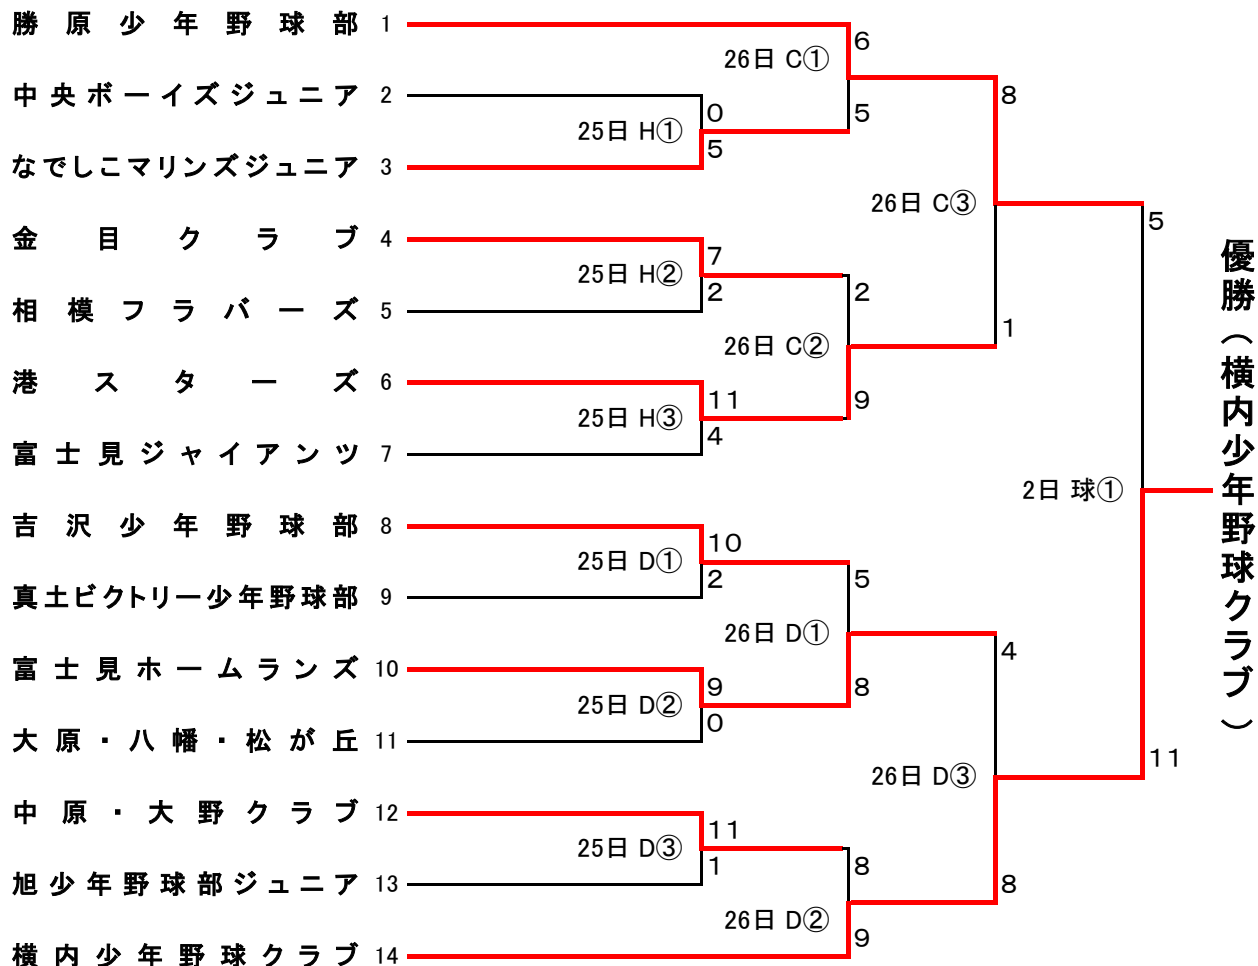 勝原少年野球部 1
6
26日 C①
8
中央ボーイズジュニア 2
0
5
25日 H①
5
なでしこマリンズジュニア 3
26日 C③
5
金目クラブ 4
7
25日 H②
2
2
相模フラバーズ 5
1
26日 C②
港スターズ 6
11
9
25日 H③
4
富士見ジャイアンツ 7
2日 球①
優勝（横内少年野球クラブ）
吉沢少年野球部 8
10
25日 D①
2
5
真土ビクトリー少年野球部 9
26日 D①
4
富士見ホームランズ 10
9
8
25日 D②
0
大原・八幡・松が丘 11
11
26日 D③
中原・大野クラブ 12
11
25日 D③
1
8
旭少年野球部ジュニア 13
8
26日 D②
9
横内少年野球クラブ 14